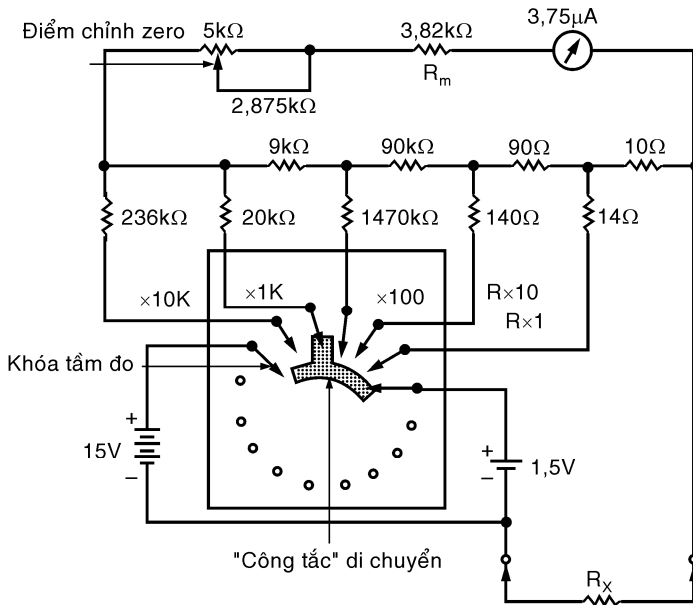 3,75µA
Điểm chỉnh zero
5kΩ
3,82kΩ
Rm
2,875kΩ
9kΩ
90kΩ
90Ω
10Ω
236kΩ
20kΩ
1470kΩ
140Ω
14Ω
×10K
×1K
×100
R×10
R×1
Khóa tầm đo
+
15V
−
+
1,5V
−
"Công tắc" di chuyển
RX